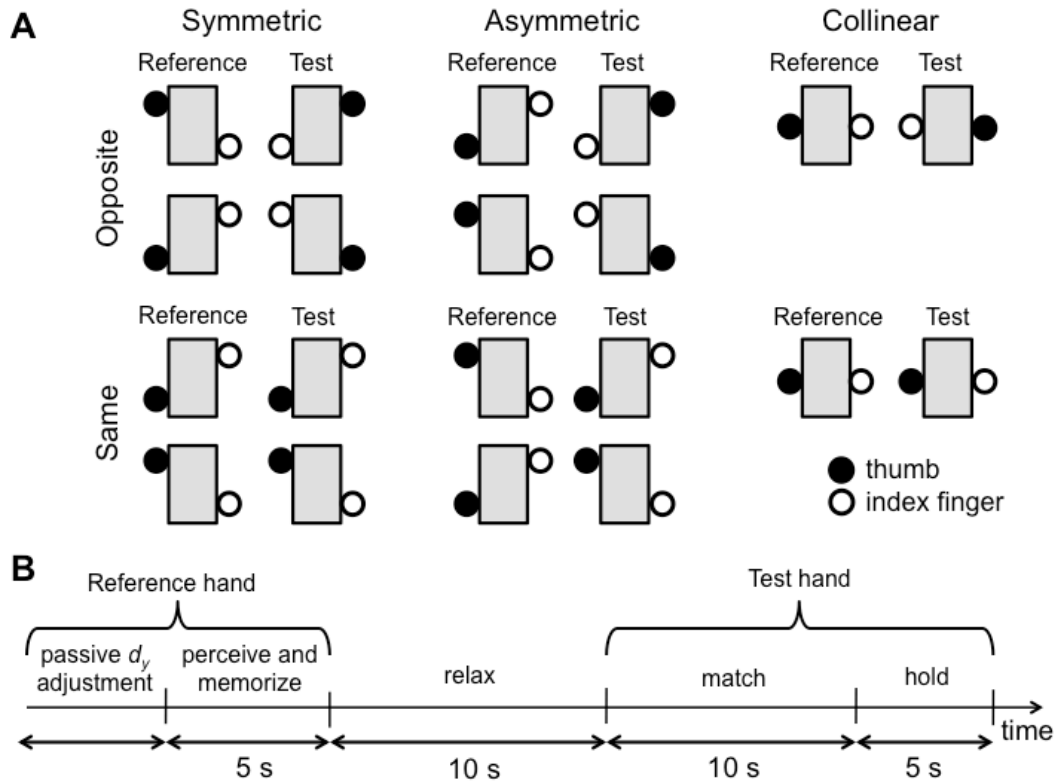 A
Symmetric Asymmetric Collinear
Reference Test Reference Test Reference Test
Opposite
Reference Test Reference Test Reference Test
Same
thumb
index finger
B
Reference hand Test hand
passive dy perceive and
adjustment memorize relax match hold
time
5 s 10 s 10 s 5 s